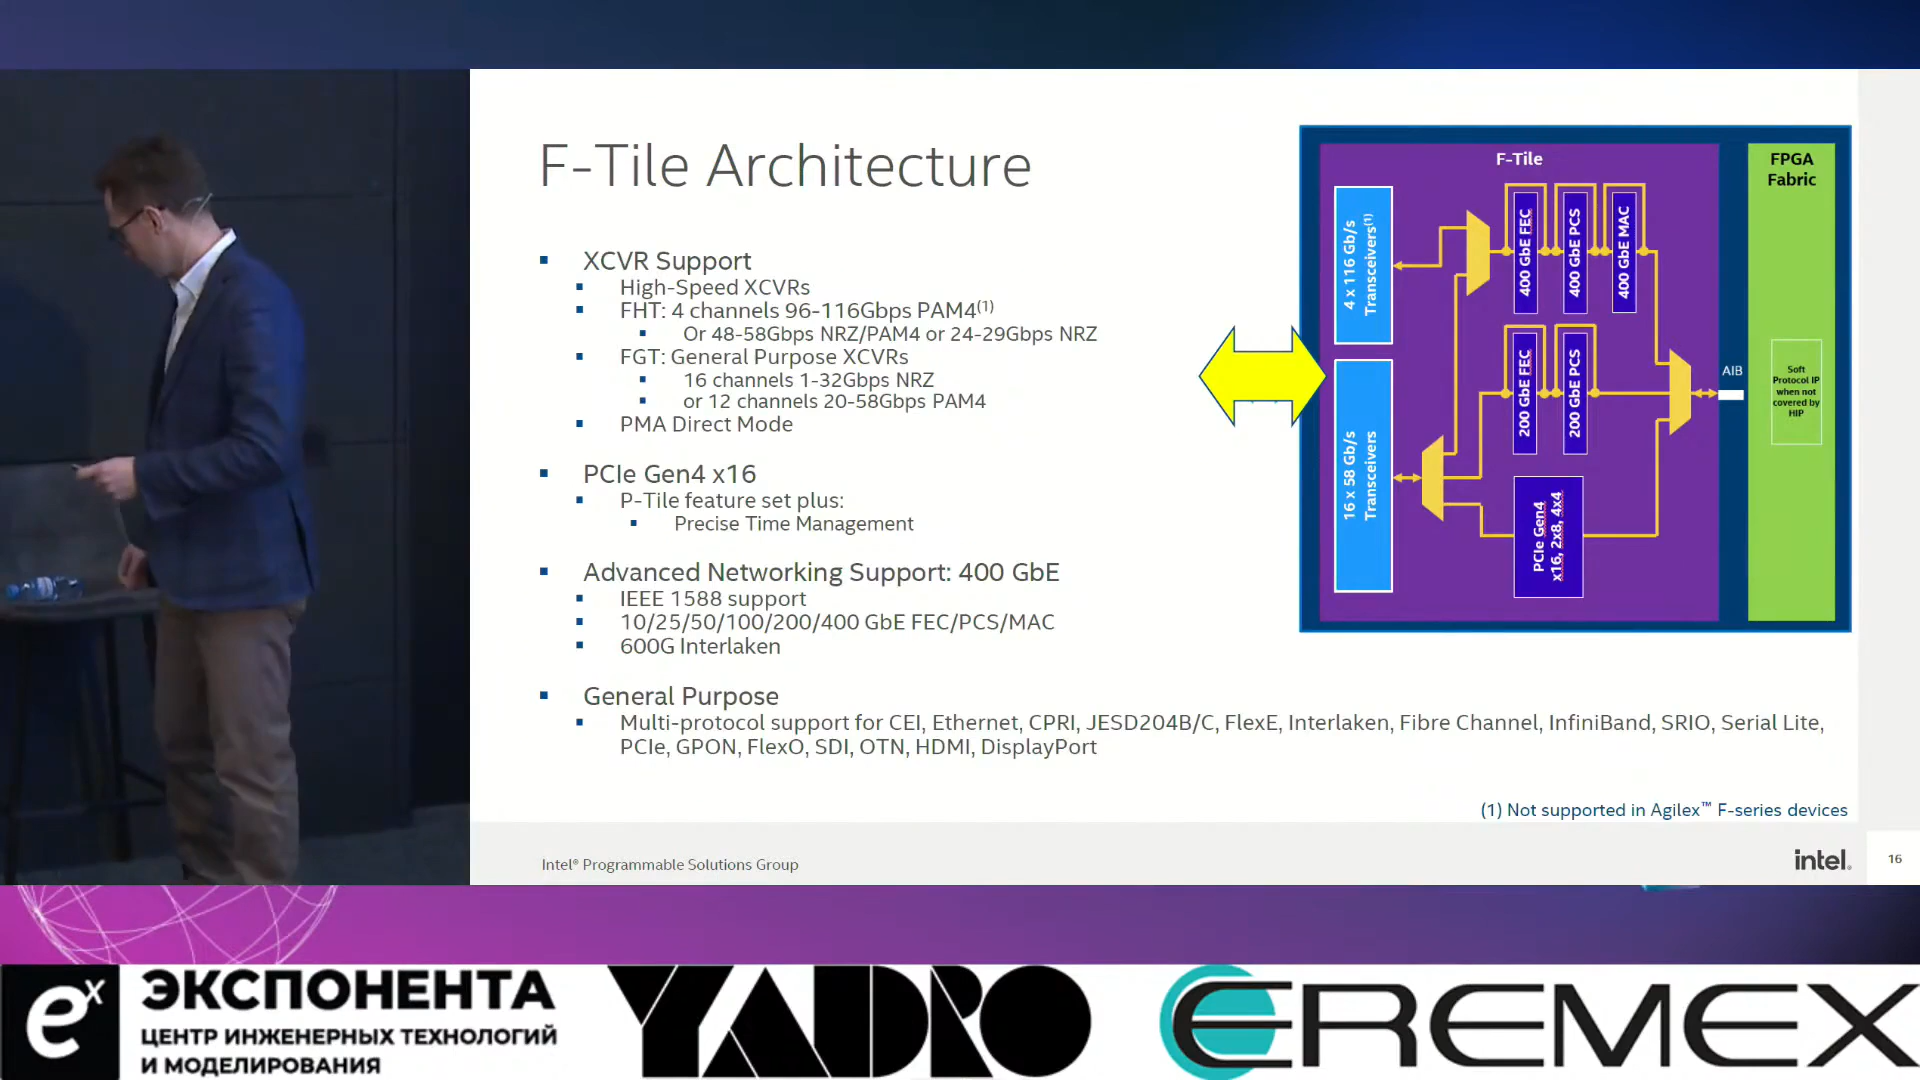 F-Tile Architecture
XCVR Support
High-Speed XCVRs
FHT: 4 channels 96-116Gbps PAM4(1)
Or 48-58Gbps NRZ/PAM4 or 24-29Gbps NRZ
FGT: General Purpose XCVRs
16 channels 1-32Gbps NRZ
or 12 channels 20-58Gbps PAM4
PMA Direct Mode
PCIe Gen4 x16
P-Tile feature set plus:
Precise Time Management
Advanced Networking Support: 400 GbE
IEEE 1588 support
10/25/50/100/200/400 GbE FEC/PCS/MAC
600G Interlaken
General Purpose
Multi-protocol support for CEI, Ethernet, CPRI, JESD204B/C, FlexE, Interlaken, Fibre Channel, InfiniBand, SRIO, Serial Lite,
PCIe, GPON, FlexO, SDI, OTN, HDMI, DisplayPort
F-Tile
FPGA
Fabric
4 x 116 Gb/s
Transceivers(1)
400 GbE FEC
400 GbE PCS
400 GbE MAC
16 x 58 Gb/s
Transceivers
200 GbE FEC
200 GbE PCS
PCIe Gen4
x16, 2x8, 4x4
AIB
Soft
Protocol IP
when not
covered by
HIP
(1) Not supported in Agilex™ F-series devices
Intel® Programmable Solutions Group
intel.
16
ex
ЭКСПОНЕНТА
ЦЕНТР ИНЖЕНЕРНЫХ ТЕХНОЛОГИЙ
И МОДЕЛИРОВАНИЯ
YADRO
EREMEX